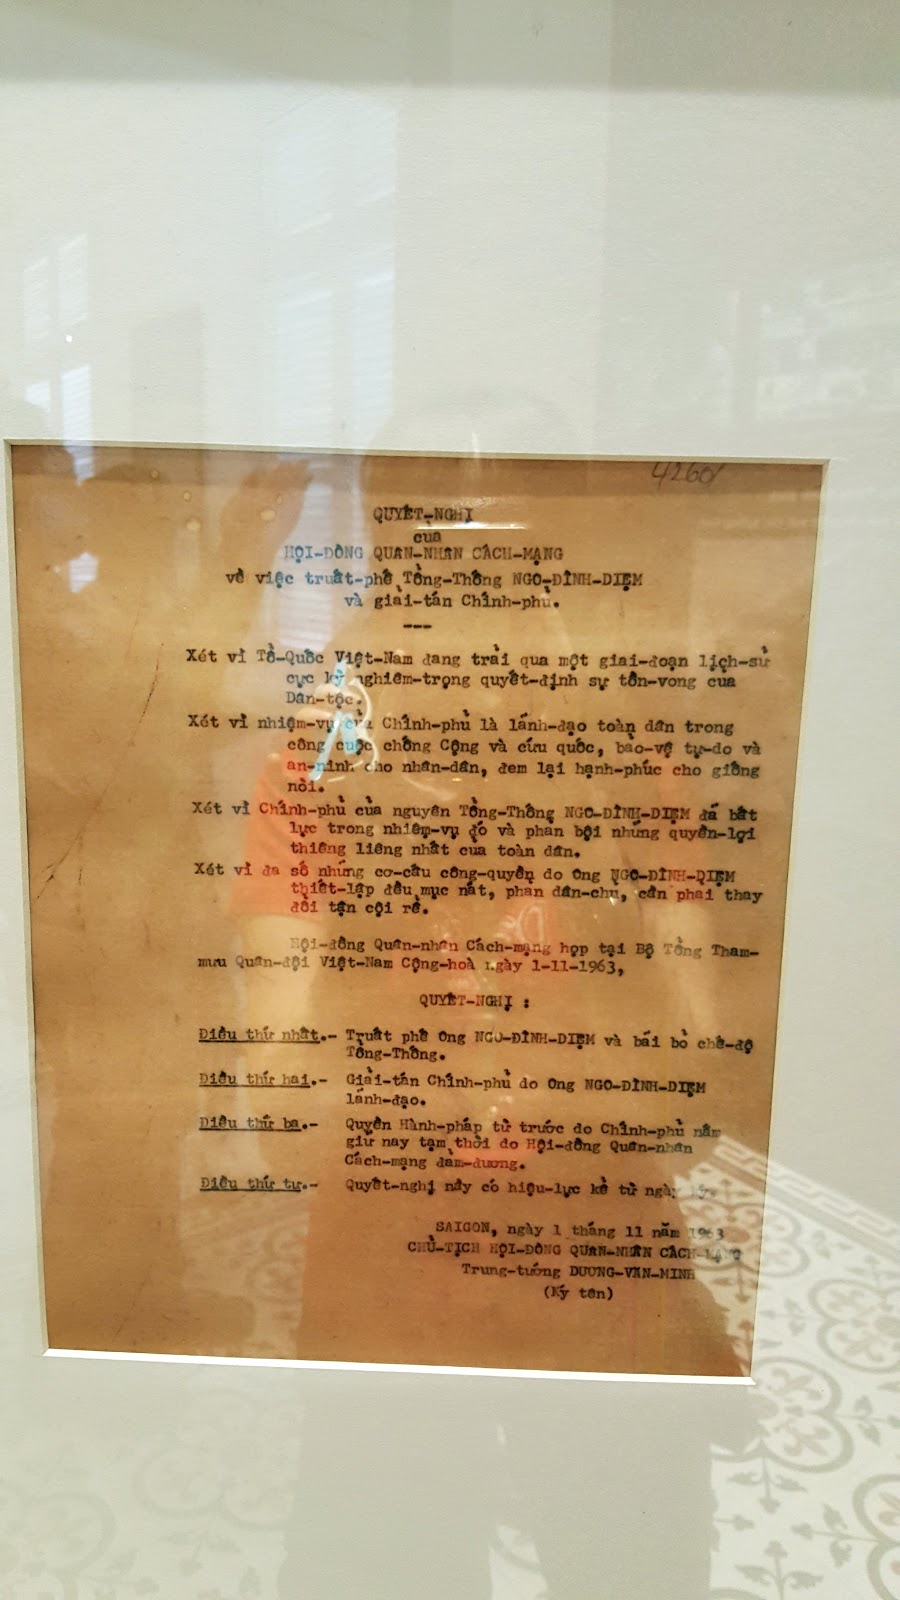 4260/
QUYẾT-NGHỊ
của
HỘI-ĐỒNG QUÂN-NHÂN CÁCH-MẠNG
về việc truất-phế Tổng-Thống NGÔ-ĐÌNH-DIỆM
và giải-tán Chính-phủ.
---
Xét vì Tổ-Quốc Việt-Nam đang trải qua một giai-đoạn lịch-sử
cực kỳ nghiêm-trọng quyết-định sự tồn-vong của
Dân-tộc.
Xét vì nhiệm-vụ của Chính-phủ là lãnh-đạo toàn dân trong
công cuộc chống Cộng và cứu quốc, bảo-vệ tự-do và
an-ninh cho nhân-dân, đem lại hạnh-phúc cho giống
nòi.
Xét vì Chính-phủ của nguyên Tổng-Thống NGÔ-ĐÌNH-DIỆM đã bất
lực trong nhiệm-vụ đó và phản bội những quyền-lợi
thiêng liêng nhất của toàn dân.
Xét vì đa số những cơ-cấu công-quyền do Ông NGÔ-ĐÌNH-DIỆM
thiết-lập đều mục nát, phản dân-chủ, cần phải thay
đổi tận cội rễ.
Hội-đồng Quân-nhân Cách-mạng họp tại Bộ Tổng Tham-
mưu Quân-đội Việt-Nam Cộng-hoà ngày 1-11-1963,
QUYẾT-NGHỊ :
Điều thứ nhất.- Truất phế Ông NGÔ-ĐÌNH-DIỆM và bãi bỏ chế-độ
Tổng-Thống.
Điều thứ hai.- Giải-tán Chính-phủ do Ông NGÔ-ĐÌNH-DIỆM
lãnh-đạo.
Điều thứ ba.- Quyền Hành-pháp từ trước do Chính-phủ nắm
giữ nay tạm thời do Hội-đồng Quân-nhân
Cách-mạng đảm-đương.
Điều thứ tư.- Quyết-nghị này có hiệu-lực kể từ ngày ký.
SAIGON, ngày 1 tháng 11 năm 1963
CHỦ-TỊCH HỘI-ĐỒNG QUÂN-NHÂN CÁCH-MẠNG
Trung-tướng DƯƠNG-VĂN-MINH
(Ký tên)